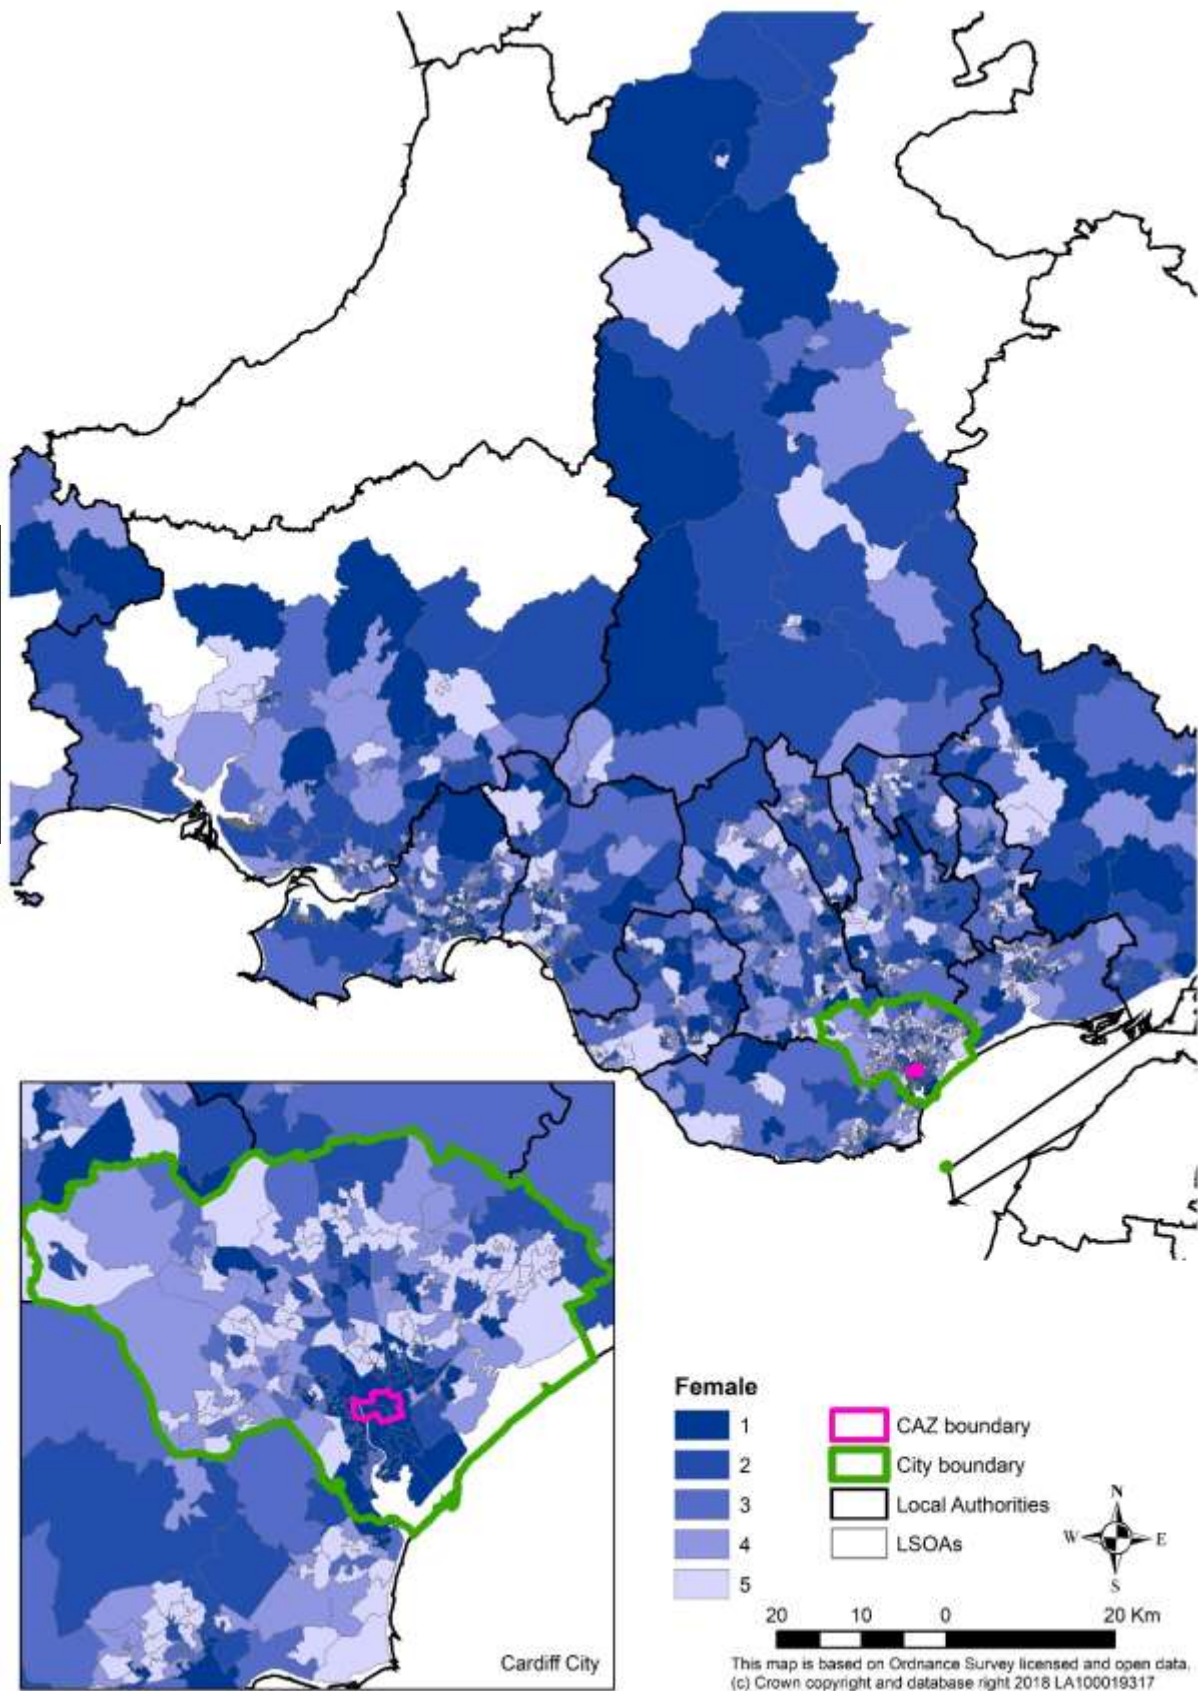 Cardiff City
Female
1
2
3
4
5
CAZ boundary
City boundary
Local Authorities
LSOAs
N
W E
S
20 10 0 20 Km
This map is based on Ordnance Survey licensed and open data.
(c) Crown copyright and database right 2018 LA100019317